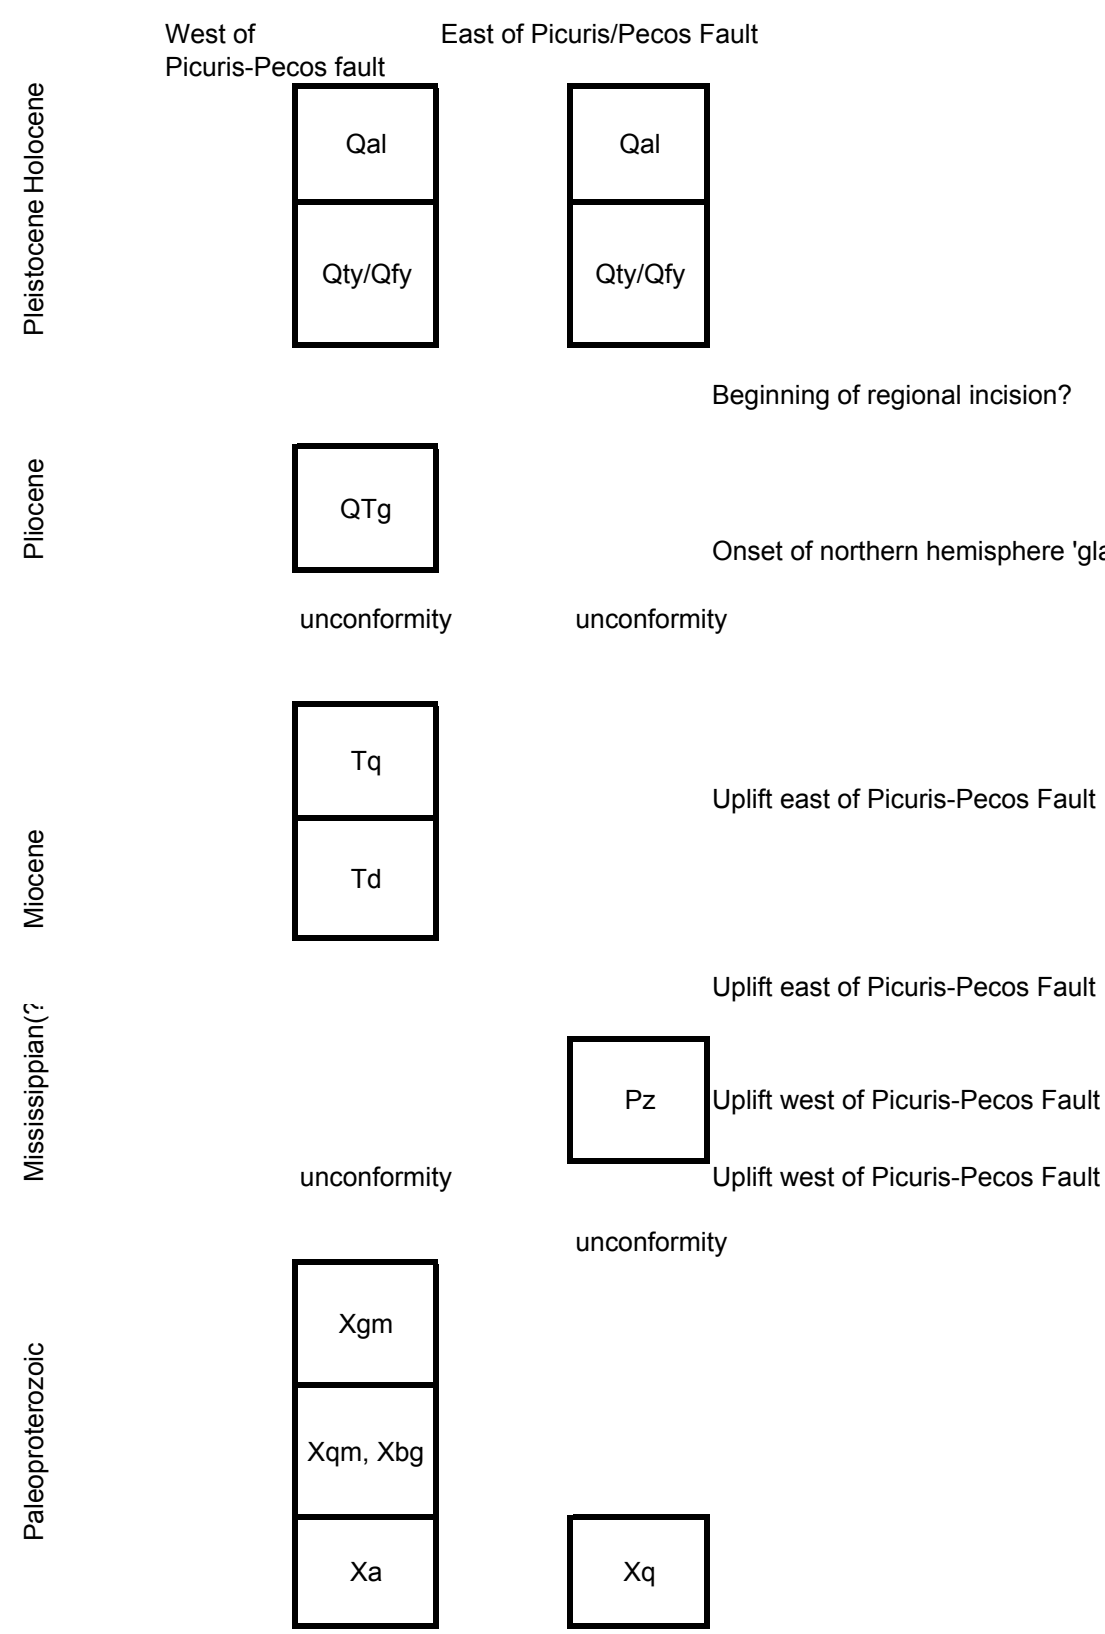 West of
Picuris-Pecos fault
East of Picuris/Pecos Fault
Pleistocene Holocene
Qal
Qal
Qty/Qfy
Qty/Qfy
Beginning of regional incision?
Pliocene
QTg
Onset of northern hemisphere 'gla
unconformity
unconformity
Miocene
Tq
Uplift east of Picuris-Pecos Fault
Td
Uplift east of Picuris-Pecos Fault
Mississippian(?
Pz
Uplift west of Picuris-Pecos Fault
unconformity
Uplift west of Picuris-Pecos Fault
unconformity
Paleoproterozoic
Xgm
Xqm, Xbg
Xa
Xq